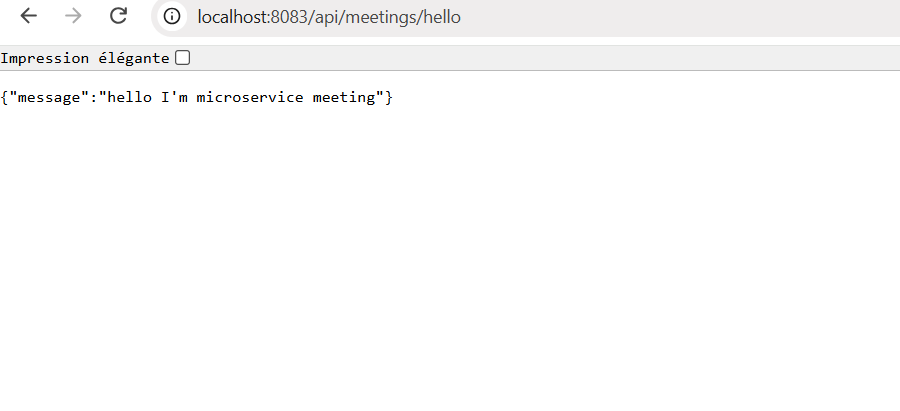 localhost:8083/api/meetings/hello
Impression élégante
{"message":"hello I'm microservice meeting"}